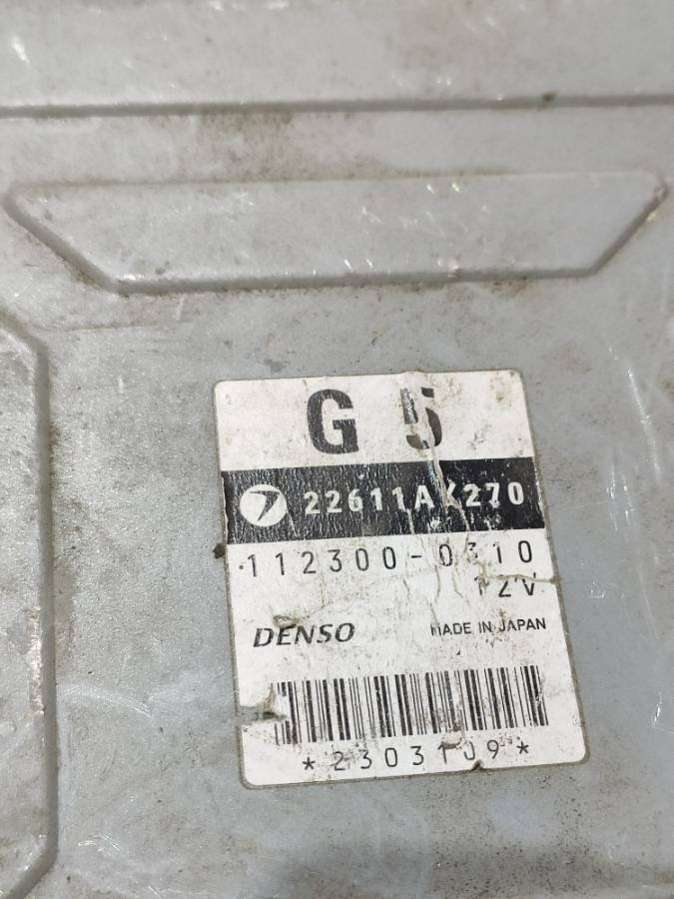 G 5
22611AK270
112300-0310
12V
DENSO MADE IN JAPAN
*2303109*